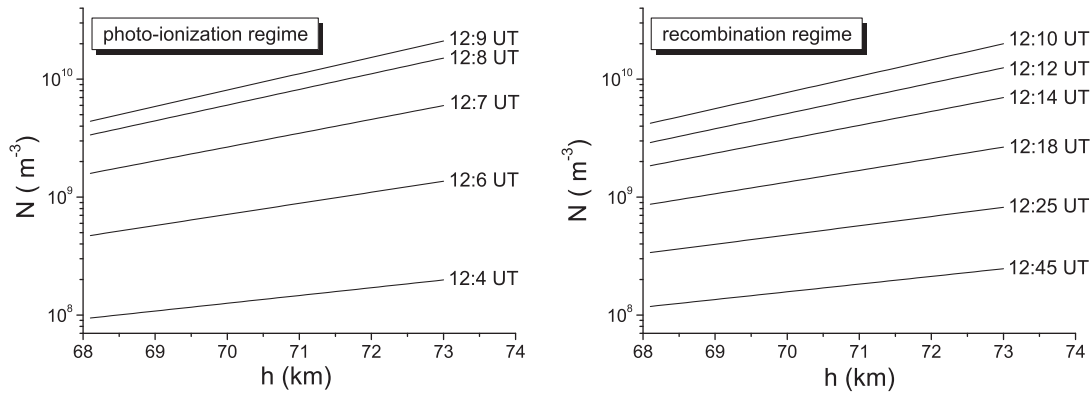 photo-ionization regime
12:9 UT
12:8 UT
12:7 UT
12:6 UT
12:4 UT
10¹⁰
10⁹
10⁸
N ( m⁻³)
68 69 70 71 72 73 74
h (km)
recombination regime
12:10 UT
12:12 UT
12:14 UT
12:18 UT
12:25 UT
12:45 UT
10¹⁰
10⁹
10⁸
N ( m⁻³)
68 69 70 71 72 73 74
h (km)